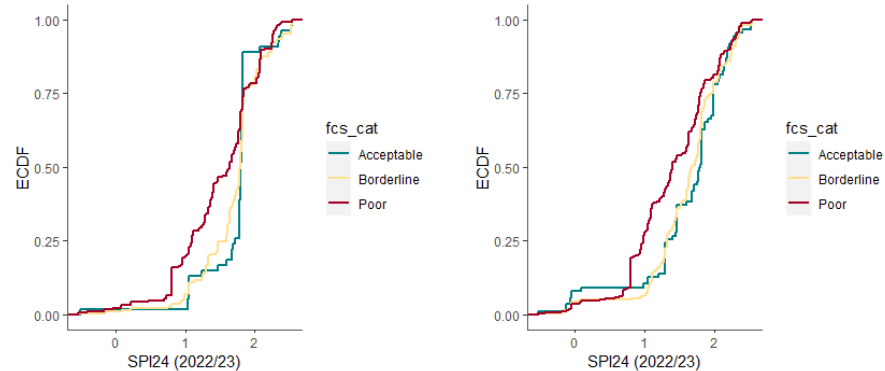 1.00
0.75
0.50
0.25
0.00
ECDF
0 1 2
SPI24 (2022/23)
fcs_cat
Acceptable
Borderline
Poor
1.00
0.75
0.50
0.25
0.00
ECDF
0 1 2
SPI24 (2022/23)
fcs_cat
Acceptable
Borderline
Poor